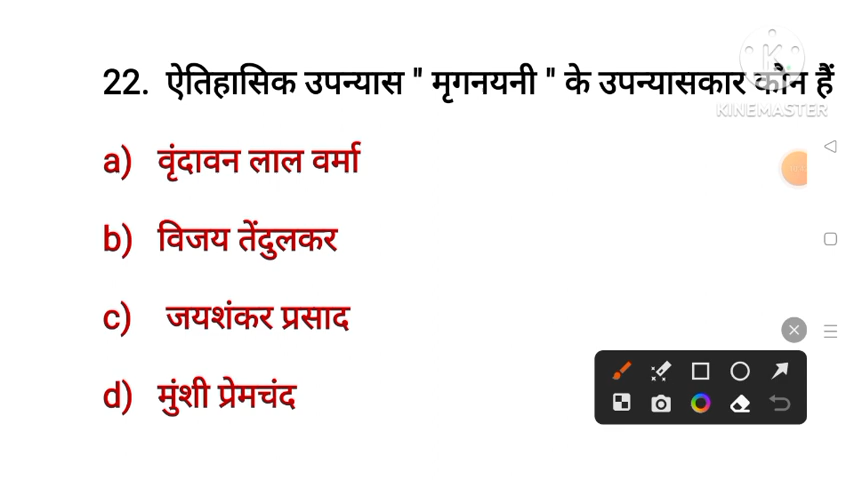 22. ऐतिहासिक उपन्यास " मृगनयनी " के उपन्यासकार कौन हैं
KINEMASTER
a) वृंदावन लाल वर्मा
b) विजय तेंदुलकर
c) जयशंकर प्रसाद
d) मुंशी प्रेमचंद